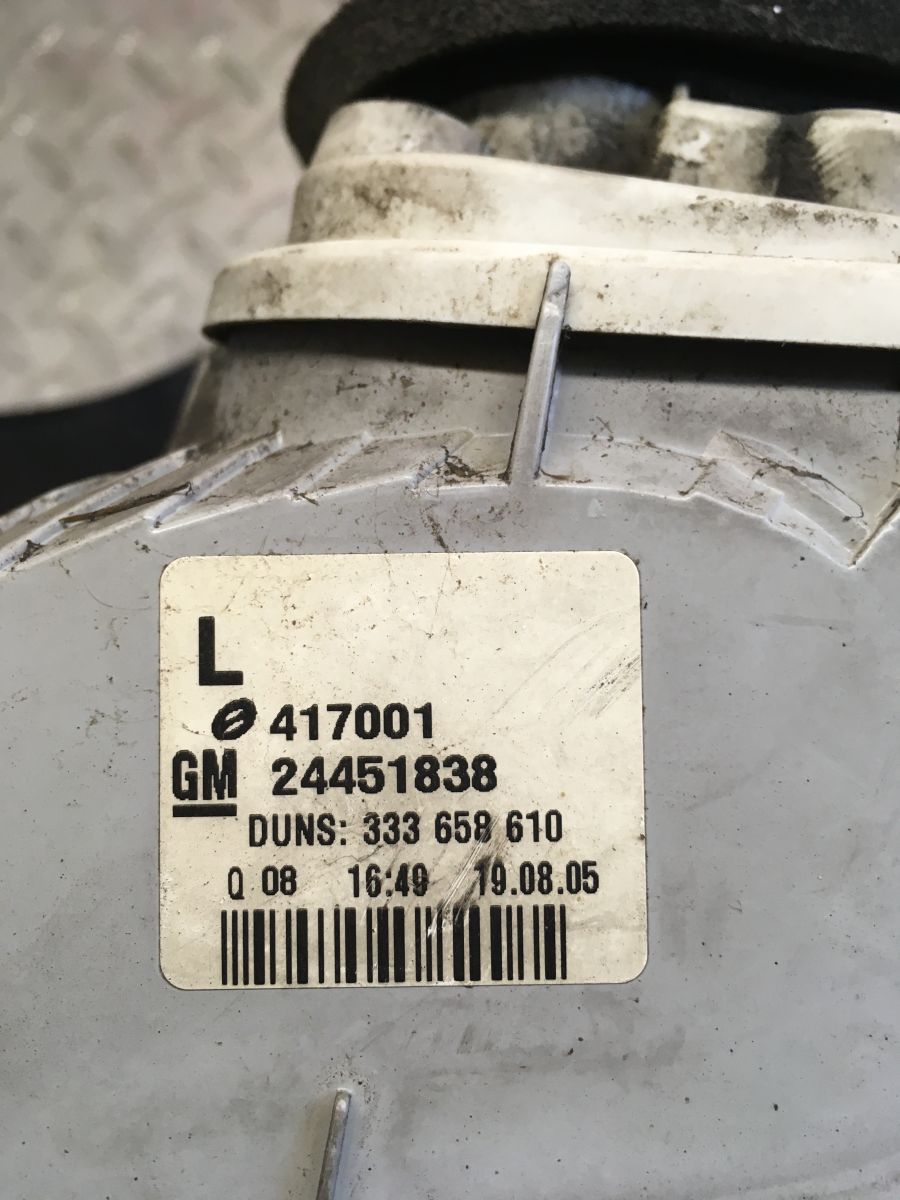 L
417001
GM 24451838
DUNS: 333 658 610
Q 08 16:49 19.08.05